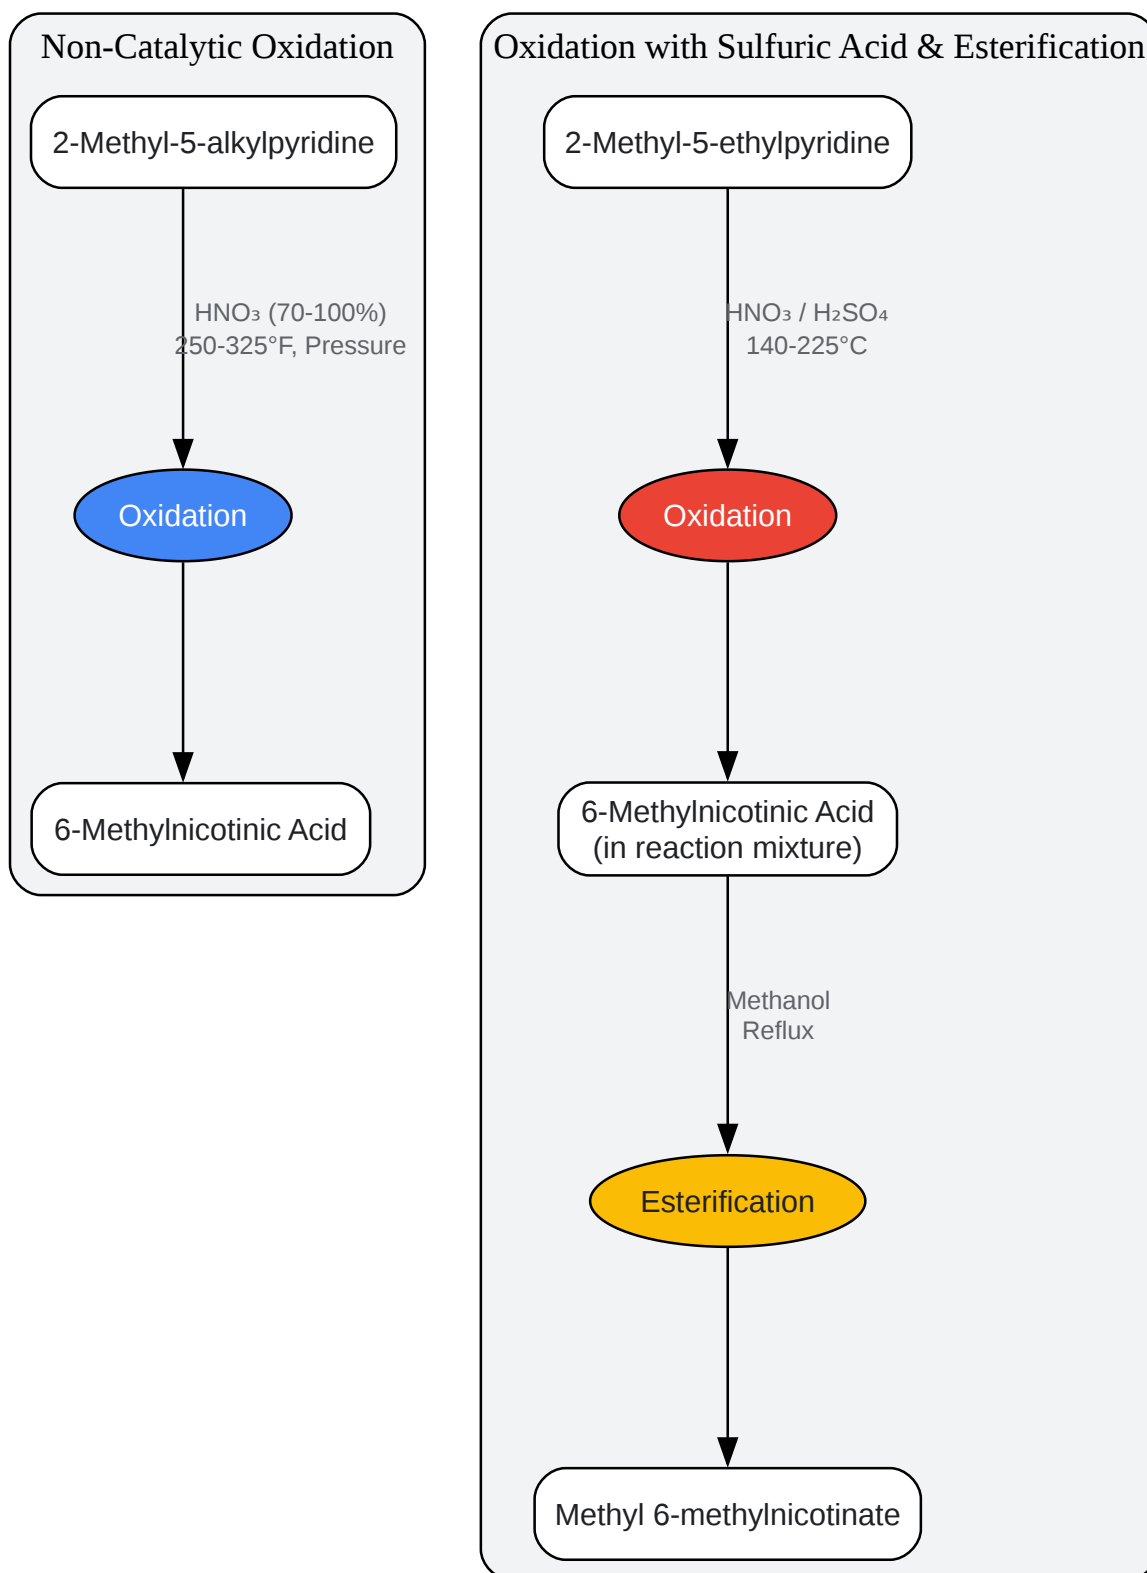 Non-Catalytic Oxidation
2-Methyl-5-alkylpyridine
HNO₃ (70-100%)
250-325°F, Pressure
Oxidation
6-Methylnicotinic Acid
Oxidation with Sulfuric Acid & Esterification
2-Methyl-5-ethylpyridine
HNO₃ / H₂SO₄
140-225°C
Oxidation
6-Methylnicotinic Acid
(in reaction mixture)
Methanol
Reflux
Esterification
Methyl 6-methylnicotinate